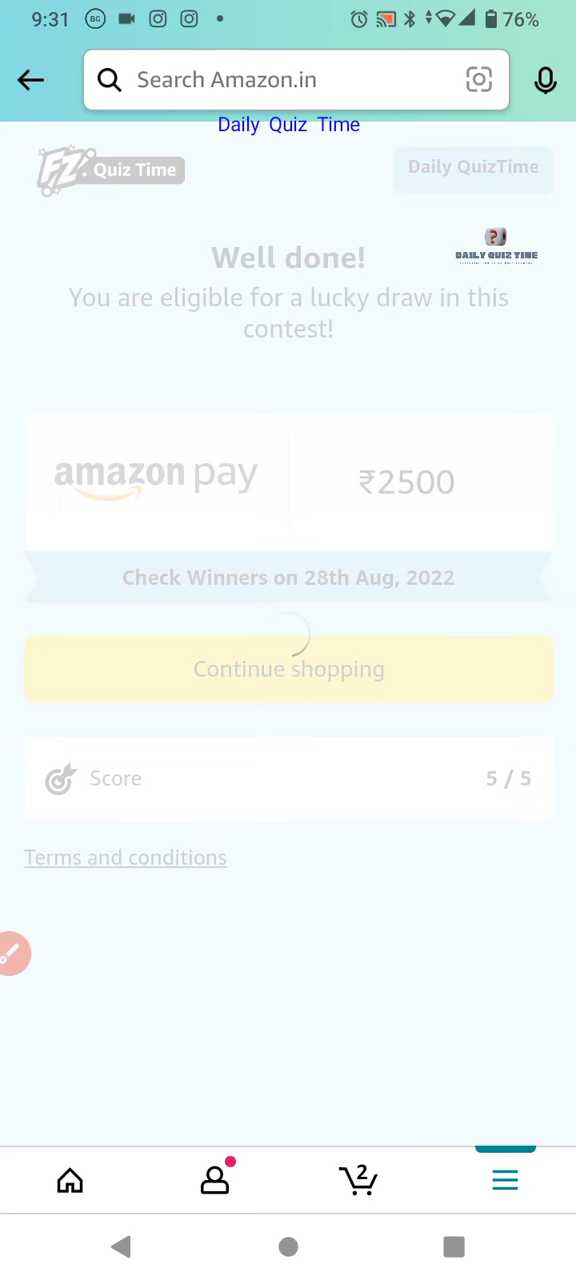 9:31
BG
76%
Search Amazon.in
Daily Quiz Time
FZ. Quiz Time
Daily QuizTime
Well done!
DAILY QUIZ TIME
You are eligible for a lucky draw in this
contest!
amazon pay
₹2500
Check Winners on 28th Aug, 2022
Continue shopping
Score
5 / 5
Terms and conditions
2